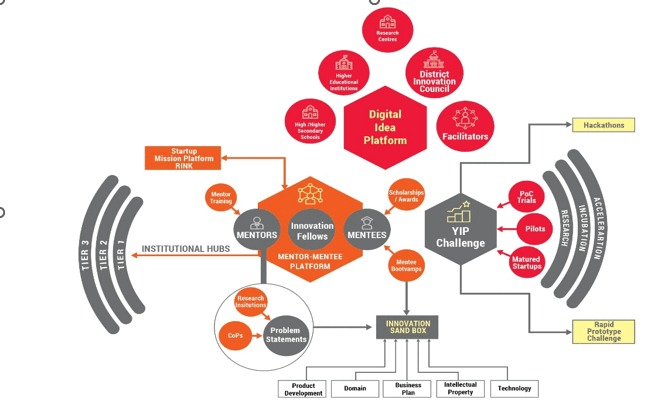 Research
Centres
Higher
Educational
Institutions
District
Innovation
Council
High /Higher
Secondary
Schools
Digital
Idea
Platform
Facilitators
Hackathons
Startup
Mission Platform
RINK
Mentor
Training
Scholarships
/ Awards
PoC
Trials
MENTORS
Innovation
Fellows
MENTEES
YIP
Challenge
Pilots
Matured
Startups
RESEARCH
INCUBATION
ACCELERARTION
TIER 3
TIER 2
TIER 1
INSTITUTIONAL HUBS
MENTOR-MENTEE
PLATFORM
Mentee
Bootvamps
Research
Insitutions
CoPs
Problem
Statements
INNOVATION
SAND BOX
Rapid
Prototype
Challenge
Product
Development
Domain
Business
Plan
Intellectual
Property
Technology